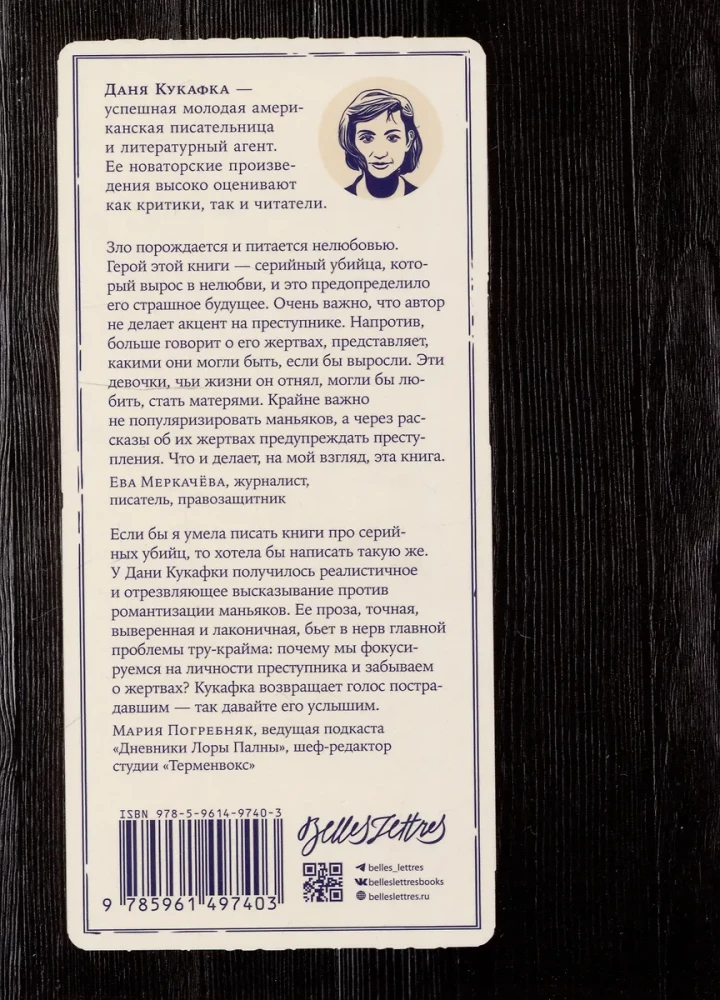 Даня Кукафка —
успешная молодая амери-
канская писательница
и литературный агент.
Ее новаторские произве-
дения высоко оценивают
как критики, так и читатели.
Зло порождается и питается нелюбовью.
Герой этой книги — серийный убийца, кото-
рый вырос в нелюбви, и это предопределило
его страшное будущее. Очень важно, что автор
не делает акцент на преступнике. Напротив,
больше говорит о его жертвах, представляет,
какими они могли быть, если бы выросли. Эти
девочки, чьи жизни он отнял, могли бы лю-
бить, стать матерями. Крайне важно
не популяризировать маньяков, а через рас-
сказы об их жертвах предупреждать престу-
пления. Что и делает, на мой взгляд, эта книга.
Ева Меркачёва, журналист,
писатель, правозащитник
Если бы я умела писать книги про серий-
ных убийц, то хотела бы написать такую же.
У Дани Кукафки получилось реалистичное
и отрезвляющее высказывание против
романтизации маньяков. Ее проза, точная,
выверенная и лаконичная, бьет в нерв главной
проблемы тру-крайма: почему мы фокуси-
руемся на личности преступника и забываем
о жертвах? Кукафка возвращает голос постра-
давшим — так давайте его услышим.
Мария Погребняк, ведущая подкаста
«Дневники Лоры Палны», шеф-редактор
студии «Терменвокс»
ISBN 978-5-9614-9740-3
9 785961 497403
Belles Lettres
belles_lettres
belleslettresbooks
belleslettres.ru